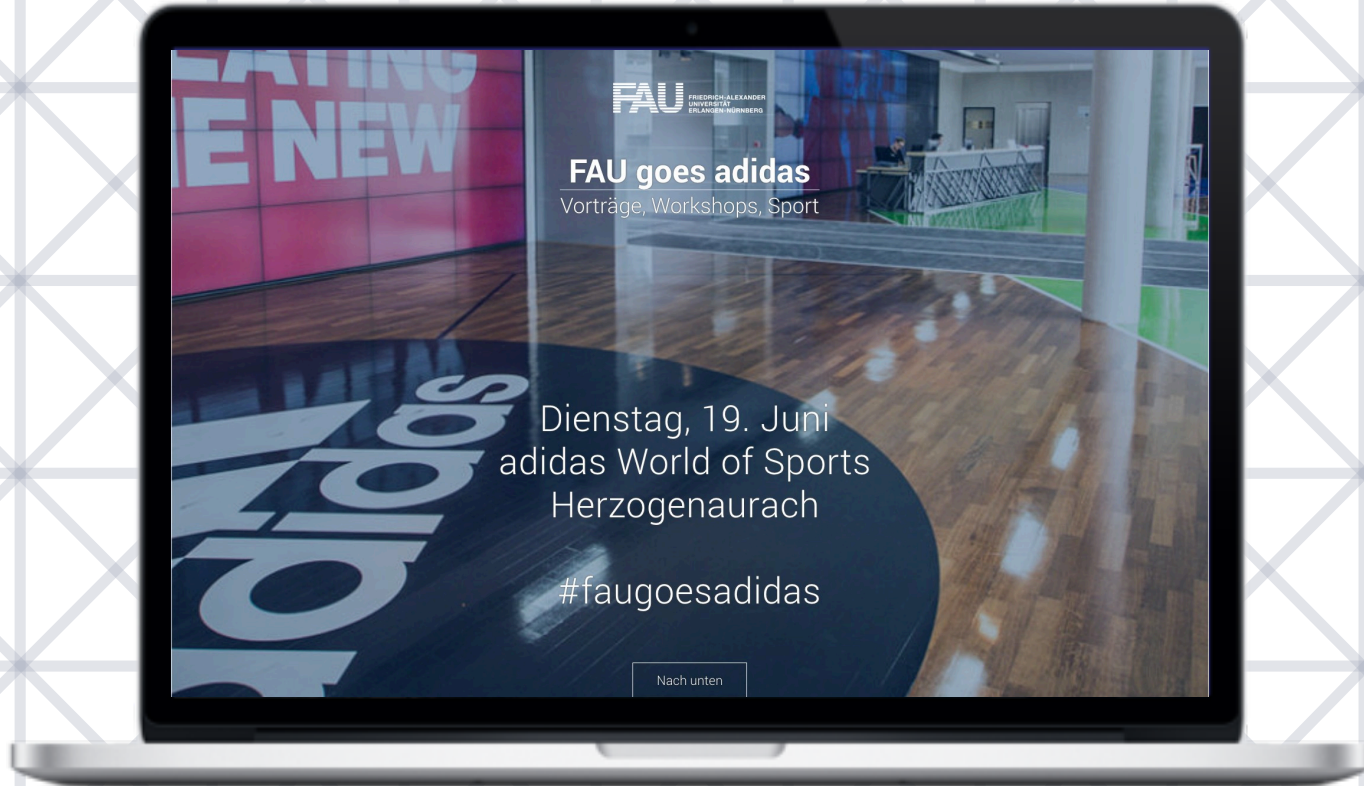 EATING
E NEW
FAU FRIEDRICH-ALEXANDER
UNIVERSITÄT
ERLANGEN-NÜRNBERG
FAU goes adidas
Vorträge, Workshops, Sport
adidas
Dienstag, 19. Juni
adidas World of Sports
Herzogenaurach
#faugoesadidas
Nach unten